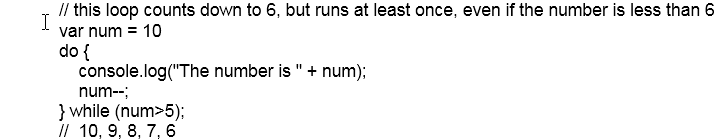 // this loop counts down to 6, but runs at least once, even if the number is less than 6
var num = 10
do {
console.log("The number is " + num);
num--;
} while (num>5);
// 10, 9, 8, 7, 6